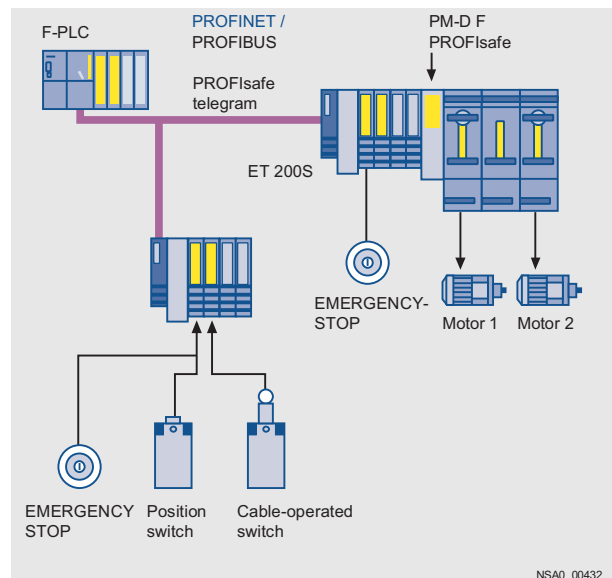 F-PLC
PROFINET /
PROFIBUS
PROFIsafe
telegram
PM-D F
PROFIsafe
ET 200S
EMERGENCY-
STOP
Motor 1
Motor 2
EMERGENCY
STOP
Position
switch
Cable-operated
switch
NSA0_00432